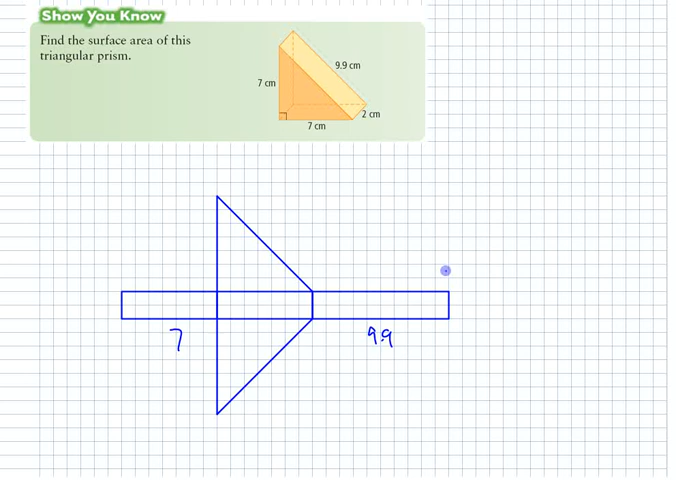 Show You Know
Find the surface area of this
triangular prism.
9.9 cm
7 cm
2 cm
7 cm
7
9.9